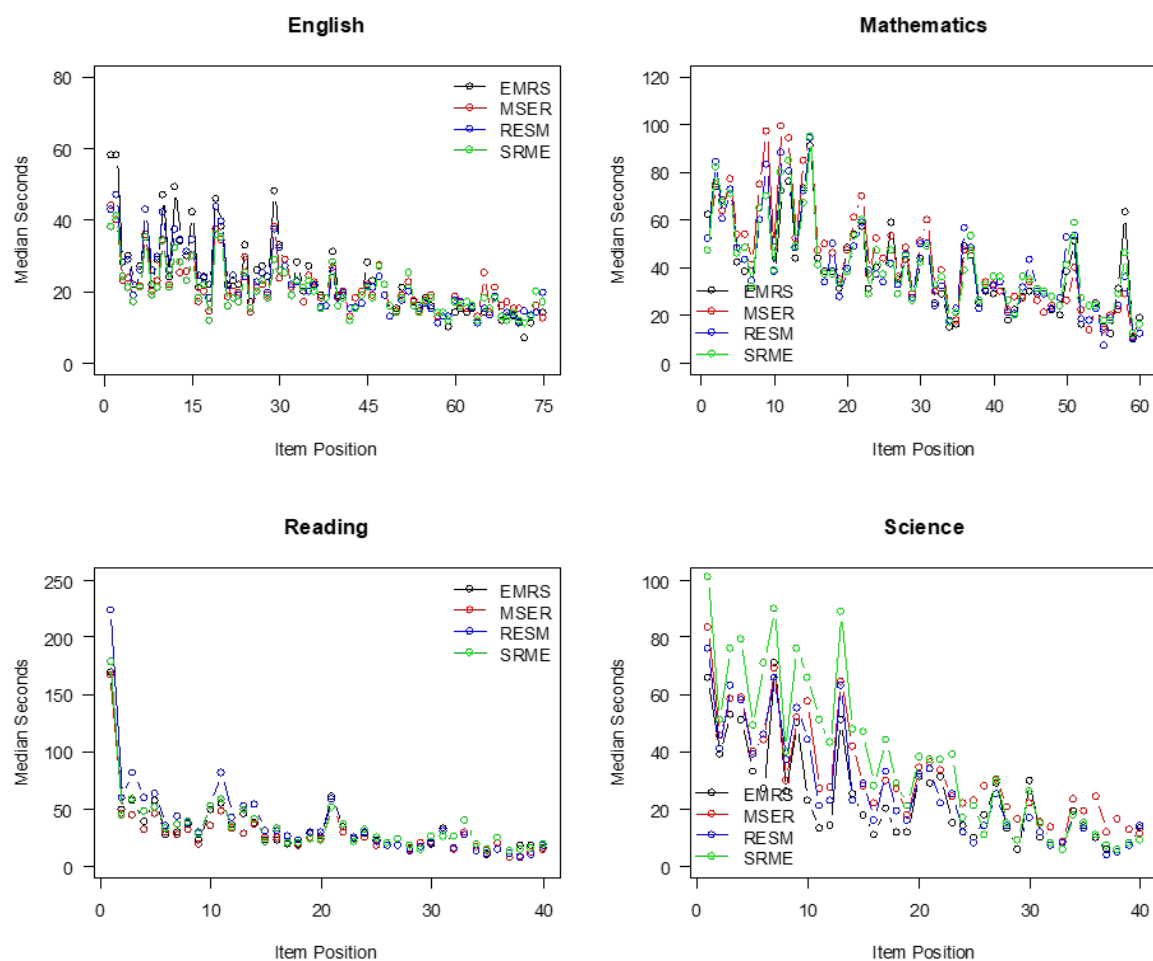 English
Median Seconds
80
60
40
20
0
EMRS
MSER
RESM
SRME
0 15 30 45 60 75
Item Position
Mathematics
Median Seconds
120
100
80
60
40
20
0
EMRS
MSER
RESM
SRME
0 10 20 30 40 50 60
Item Position
Reading
Median Seconds
250
200
150
100
50
0
EMRS
MSER
RESM
SRME
0 10 20 30 40
Item Position
Science
Median Seconds
100
80
60
40
20
0
EMRS
MSER
RESM
SRME
0 10 20 30 40
Item Position